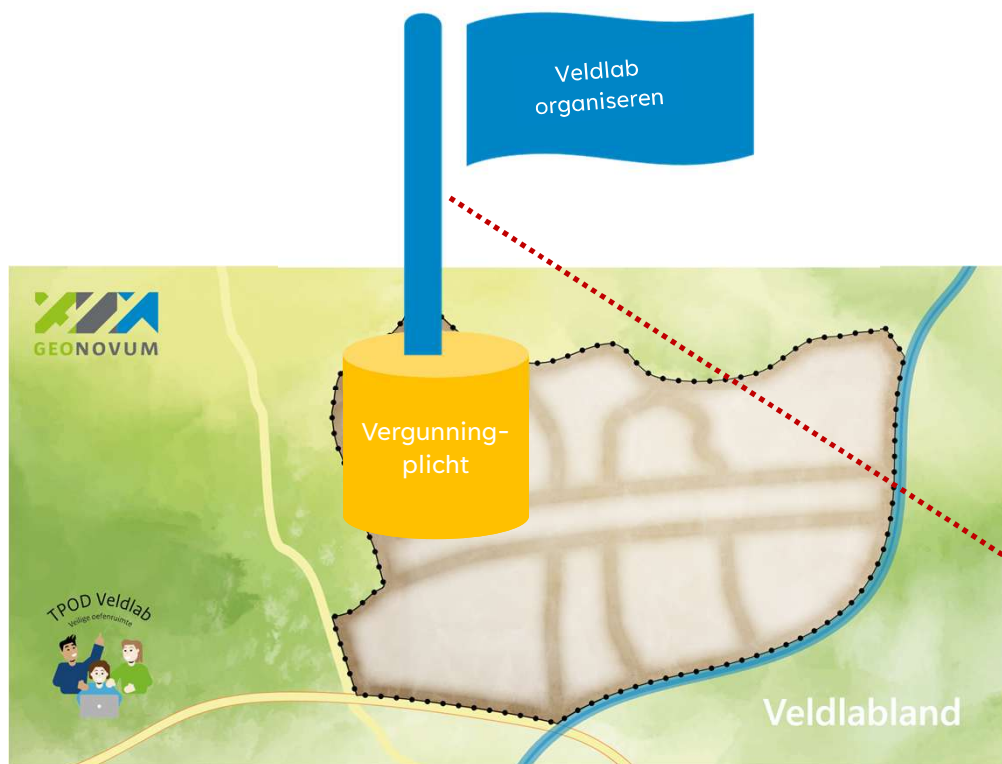 Veldlab
organiseren
GEONOVUM
Vergunning-
plicht
TPOD Veldlab
Veilige oefenruimte
Veldlabland